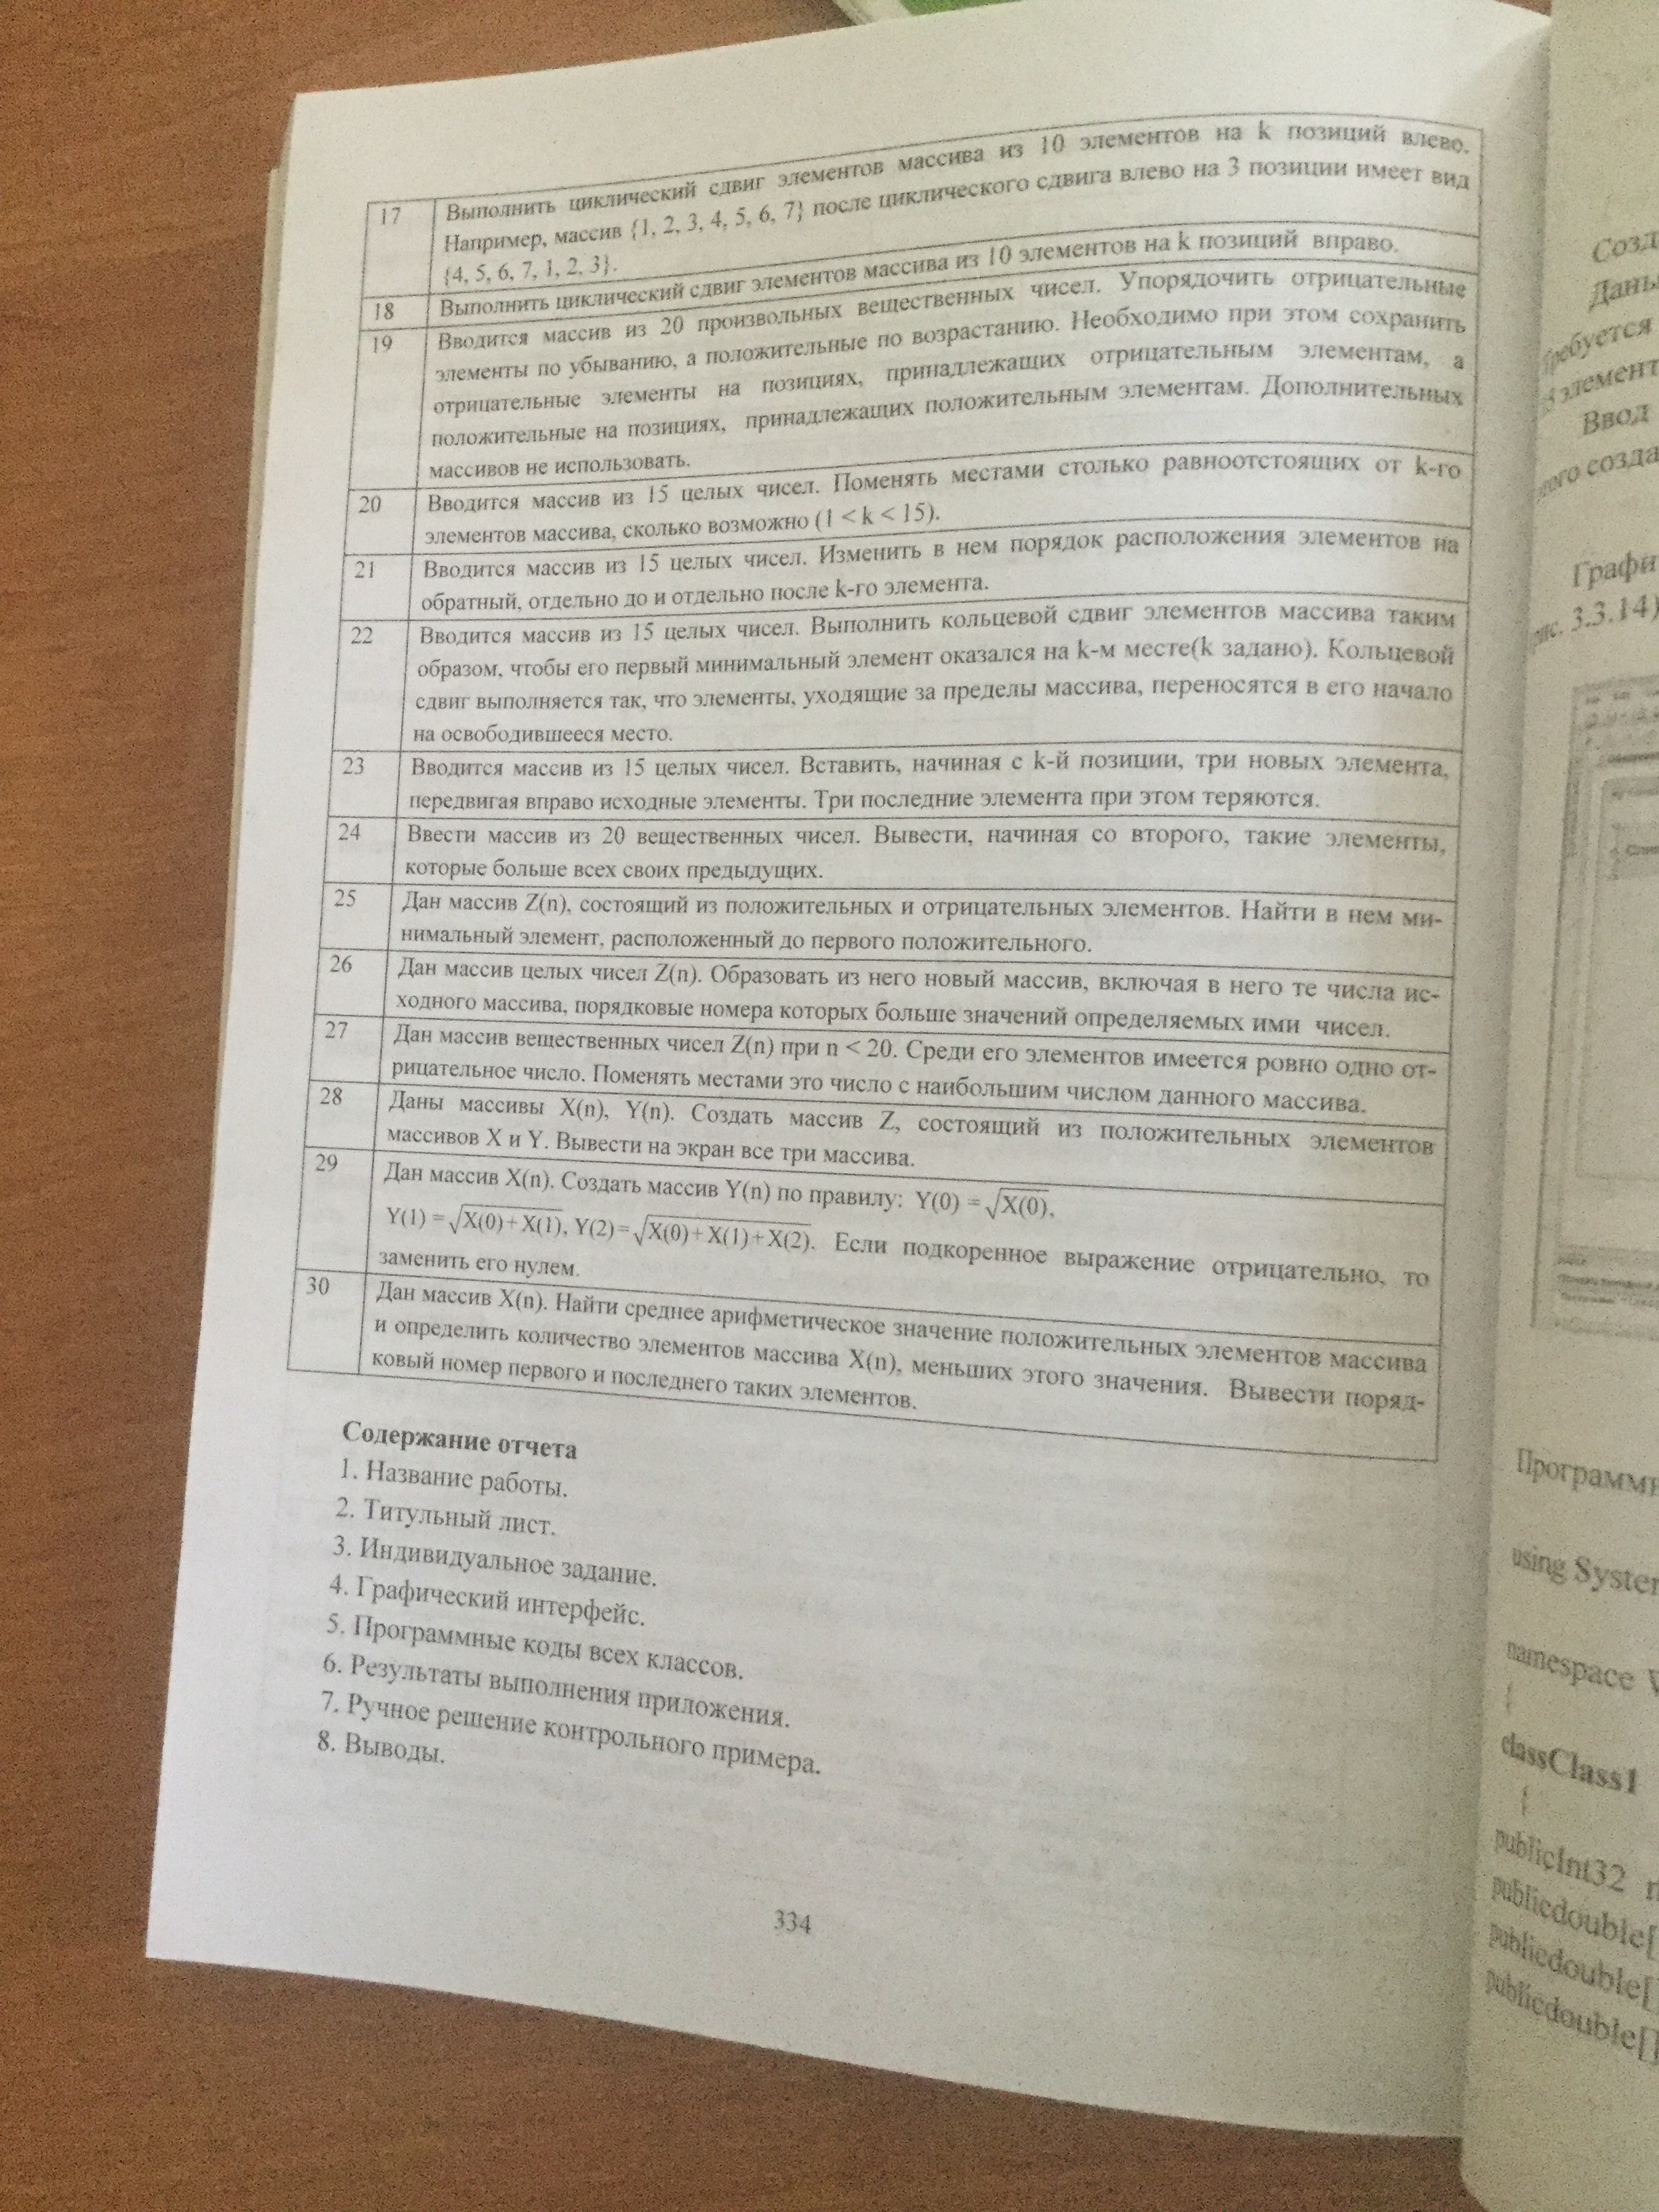 17 Выполнить циклический сдвиг элементов массива из 10 элементов на k позиций влево.
Например, массив {1, 2, 3, 4, 5, 6, 7} после циклического сдвига влево на 3 позиции имеет вид
{4, 5, 6, 7, 1, 2, 3}.
18 Выполнить циклический сдвиг элементов массива из 10 элементов на k позиций вправо.
19 Вводится массив из 20 произвольных вещественных чисел. Упорядочить отрицательные
элементы по убыванию, а положительные по возрастанию. Необходимо при этом сохранить
отрицательные элементы на позициях, принадлежащих отрицательным элементам, а
положительные на позициях, принадлежащих положительным элементам. Дополнительных
массивов не использовать.
20 Вводится массив из 15 целых чисел. Поменять местами столько равноотстоящих от k-го
элементов массива, сколько возможно (1 < k < 15).
21 Вводится массив из 15 целых чисел. Изменить в нем порядок расположения элементов на
обратный, отдельно до и отдельно после k-го элемента.
22 Вводится массив из 15 целых чисел. Выполнить кольцевой сдвиг элементов массива таким
образом, чтобы его первый минимальный элемент оказался на k-м месте(k задано). Кольцевой
сдвиг выполняется так, что элементы, уходящие за пределы массива, переносятся в его начало
на освободившееся место.
23 Вводится массив из 15 целых чисел. Вставить, начиная с k-й позиции, три новых элемента,
передвигая вправо исходные элементы. Три последние элемента при этом теряются.
24 Ввести массив из 20 вещественных чисел. Вывести, начиная со второго, такие элементы,
которые больше всех своих предыдущих.
25 Дан массив Z(n), состоящий из положительных и отрицательных элементов. Найти в нем ми-
нимальный элемент, расположенный до первого положительного.
26 Дан массив целых чисел Z(n). Образовать из него новый массив, включая в него те числа ис-
ходного массива, порядковые номера которых больше значений определяемых ими чисел.
27 Дан массив вещественных чисел Z(n) при n < 20. Среди его элементов имеется ровно одно от-
рицательное число. Поменять местами это число с наибольшим числом данного массива.
28 Даны массивы X(n), Y(n). Создать массив Z, состоящий из положительных элементов
массивов X и Y. Вывести на экран все три массива.
29 Дан массив X(n). Создать массив Y(n) по правилу: Y(0) = √X(0),
Y(1) = √X(0)+X(1), Y(2)= √X(0)+X(1)+X(2). Если подкоренное выражение отрицательно, то
заменить его нулем.
30 Дан массив X(n). Найти среднее арифметическое значение положительных элементов массива
и определить количество элементов массива X(n), меньших этого значения. Вывести поряд-
ковый номер первого и последнего таких элементов.
Содержание отчета
1. Название работы.
2. Титульный лист.
3. Индивидуальное задание.
4. Графический интерфейс.
5. Программные коды всех классов.
6. Результаты выполнения приложения.
7. Ручное решение контрольного примера.
8. Выводы.
334
Ввод
3.3.14)
using
namespace
{
classClass1
{
publicInt32
publicdouble[
publicdouble[
publicdouble[